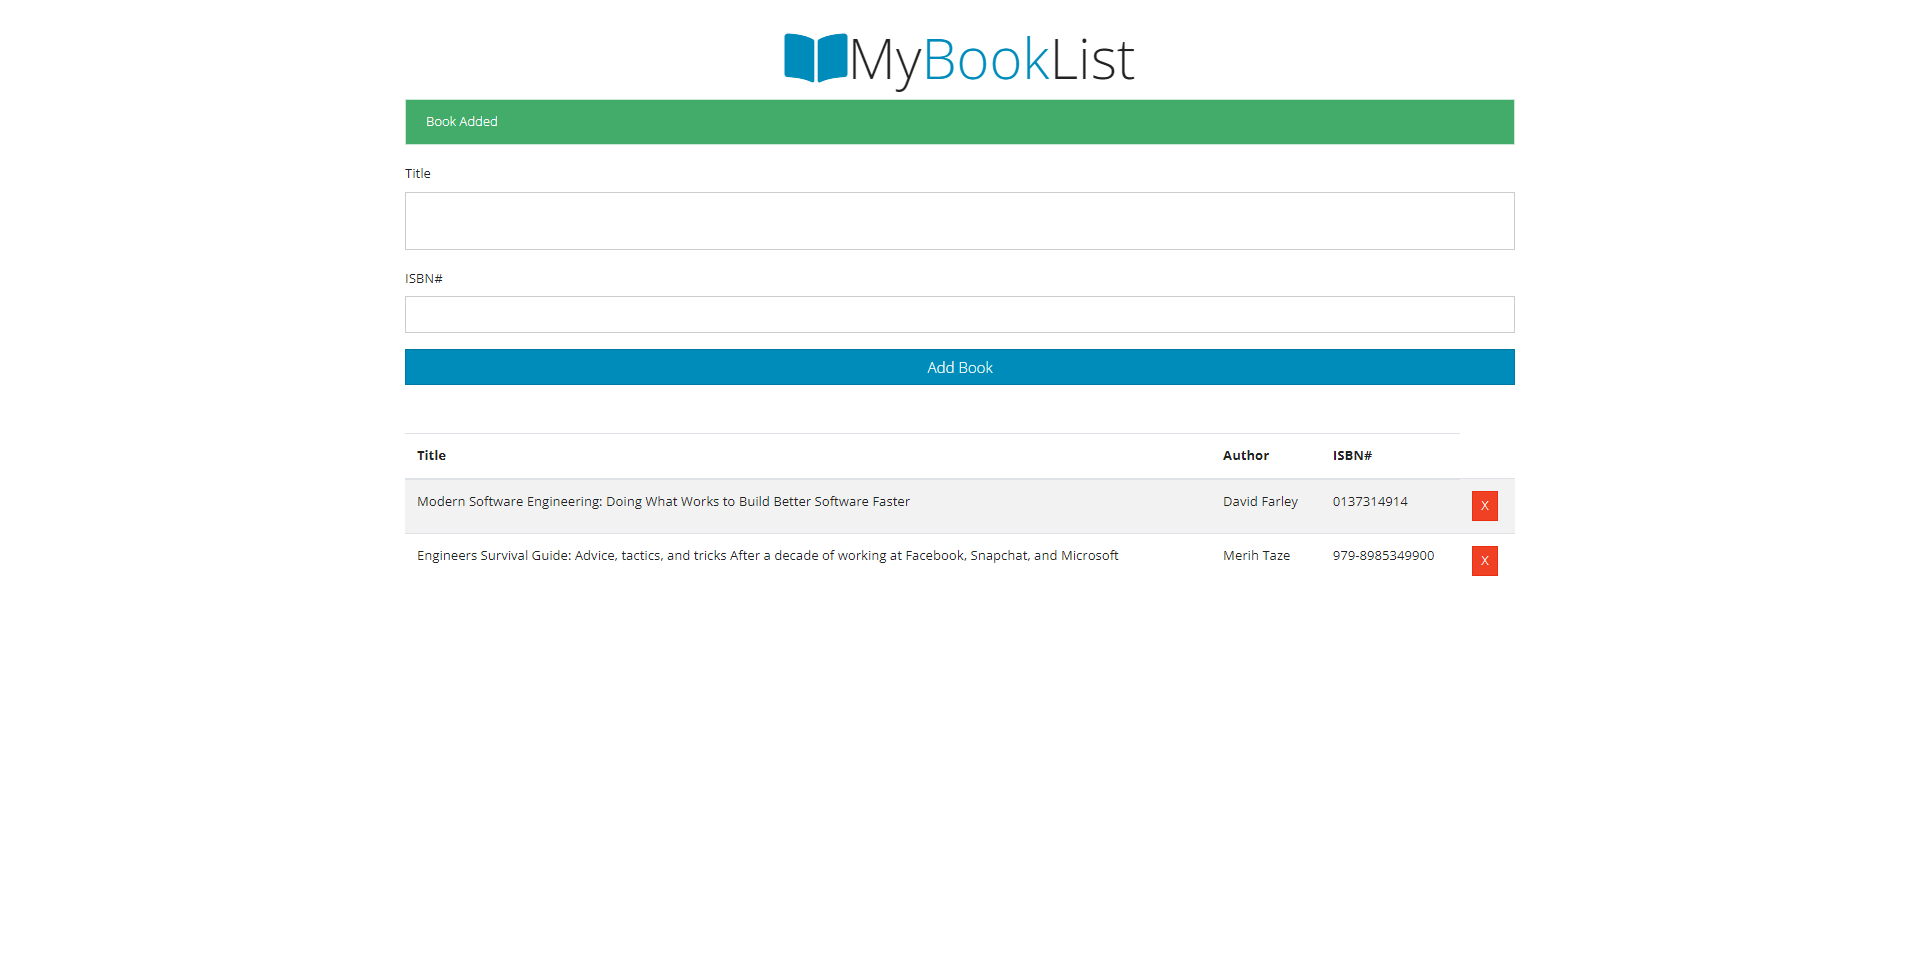 MyBookList
Book Added
Title
ISBN#
Add Book
Title Author ISBN#
Modern Software Engineering: Doing What Works to Build Better Software Faster David Farley 0137314914 X
Engineers Survival Guide: Advice, tactics, and tricks After a decade of working at Facebook, Snapchat, and Microsoft Merih Taze 979-8985349900 X